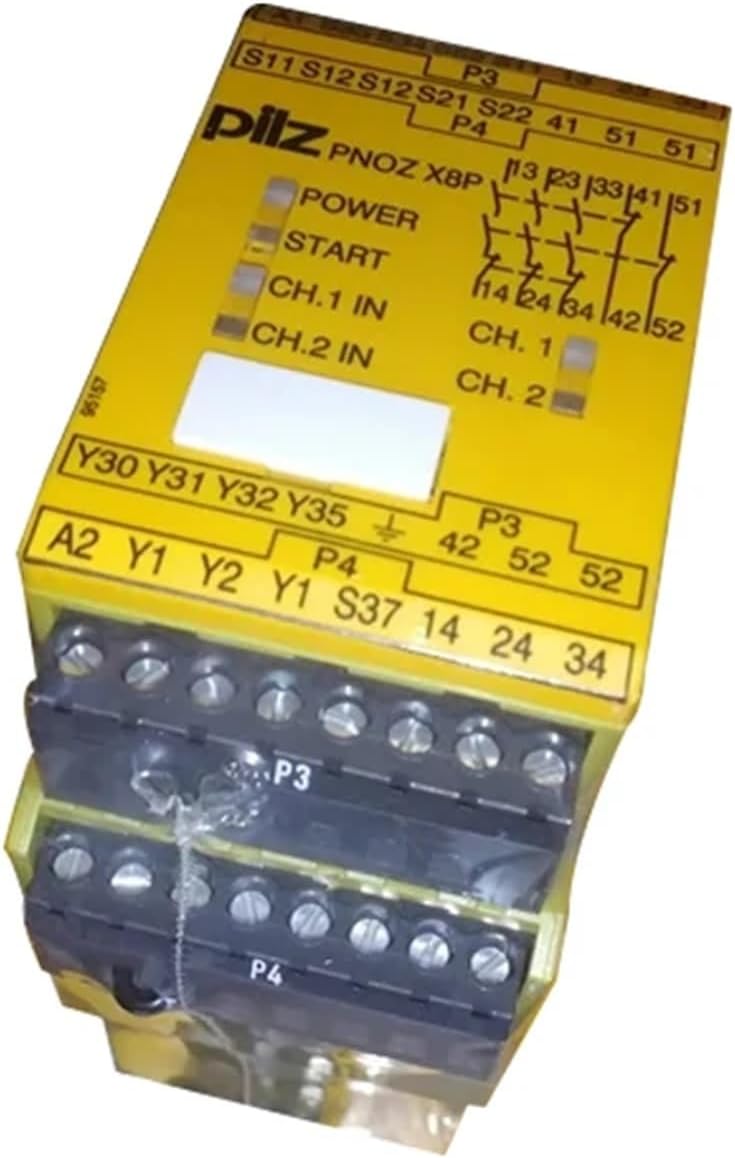 P3
S11 S12 S12 S21 S22 41 51 51
P4
pilz PNOZ X8P
13 23 33 41 51
POWER
START
CH.1 IN
CH.2 IN
14 24 34 42 52
CH. 1
CH. 2
95157
P3
Y30 Y31 Y32 Y35 42 52 52
P4
A2 Y1 Y2 Y1 S37 14 24 34
P3
P4